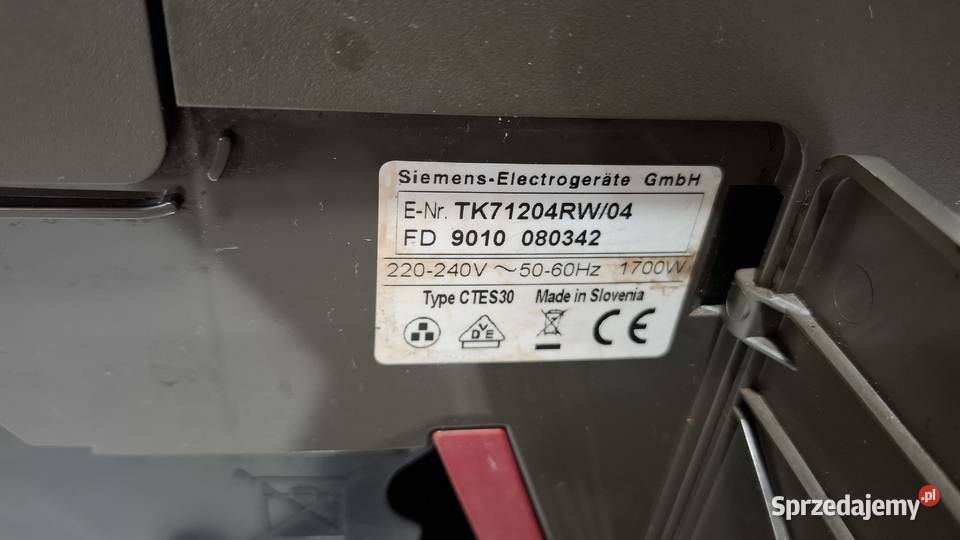 Siemens-Electrogeräte GmbH
E-Nr. TK71204RW/04
FD 9010 080342
220-240V ~ 50-60Hz 1700W
Type CTES30 Made in Slovenia
DVE
CE
Sprzedajemy.pl